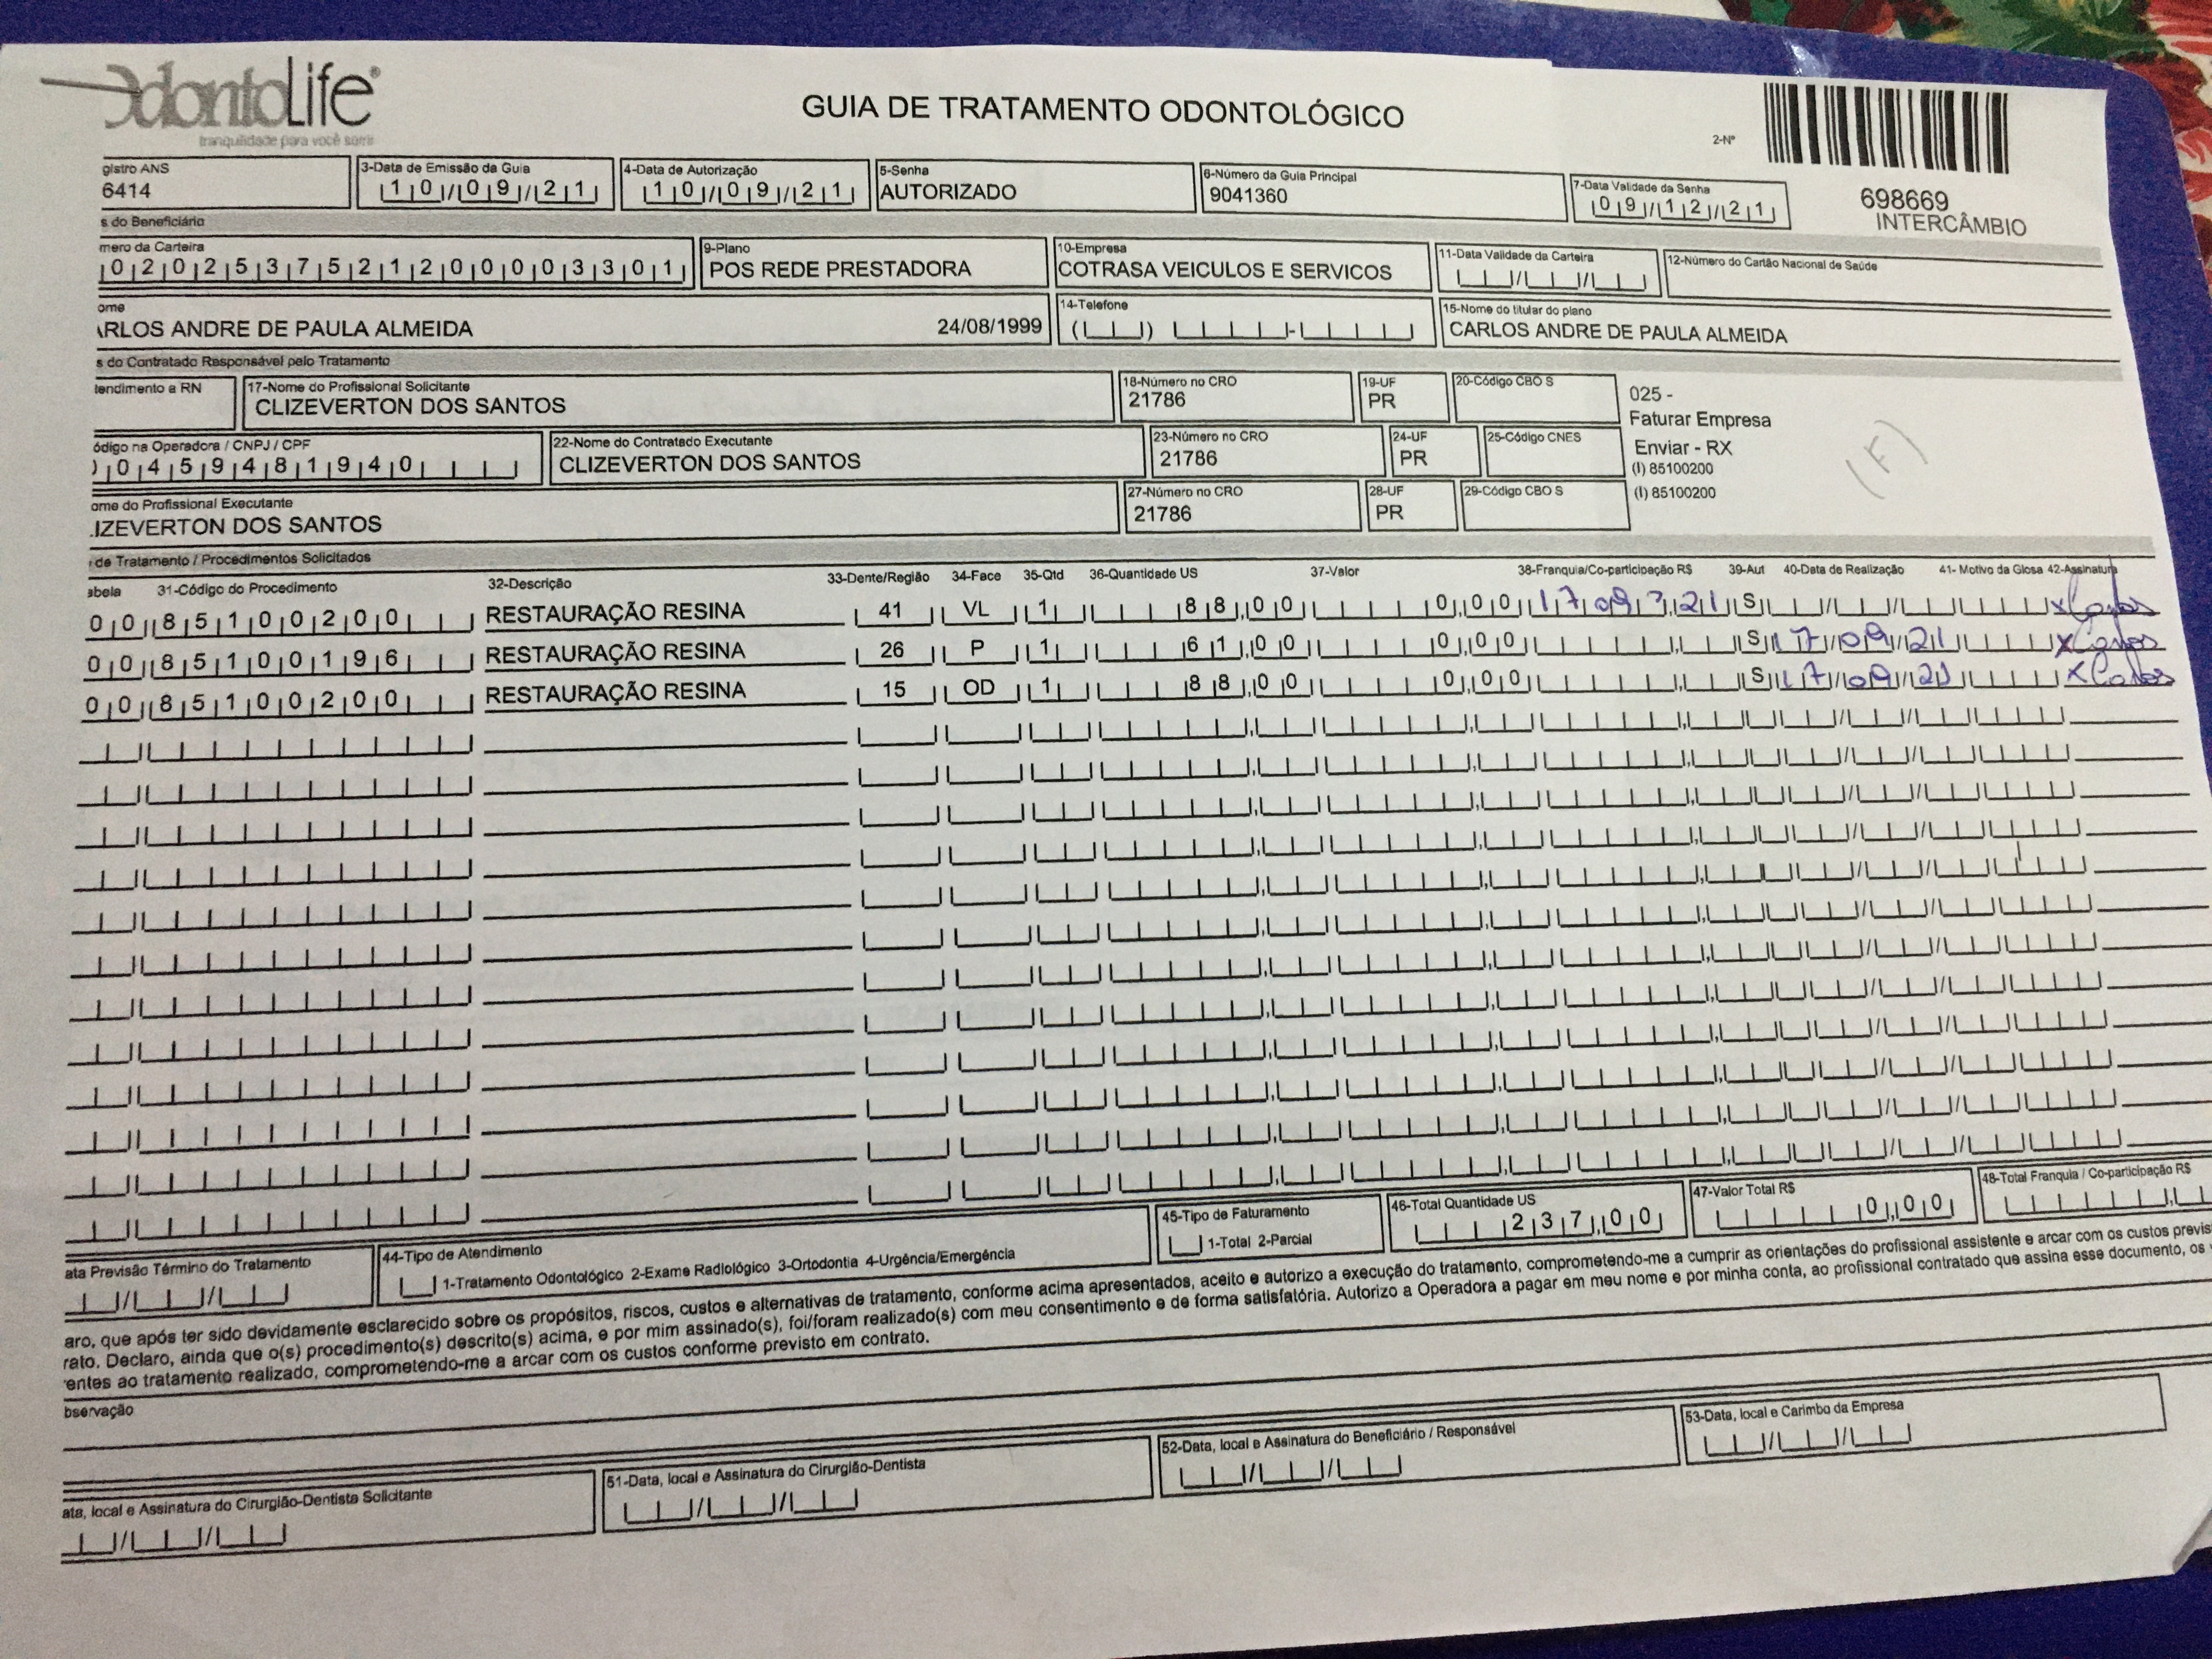 OdontoLife®
tranquilidade para você sorrir
GUIA DE TRATAMENTO ODONTOLÓGICO
2-Nº
698669
INTERCÂMBIO
gistro ANS
6414
3-Data de Emissão da Guia
10/09/21
4-Data de Autorização
10/09/21
5-Senha
AUTORIZADO
6-Número da Guia Principal
9041360
7-Data Validade da Senha
09/12/21
s do Beneficiário
mero da Carteira
0202537521200003301
9-Plano
POS REDE PRESTADORA
10-Empresa
COTRASA VEICULOS E SERVICOS
11-Data Validade da Carteira
12-Número do Cartão Nacional de Saúde
ome
ARLOS ANDRE DE PAULA ALMEIDA 24/08/1999
14-Telefone
15-Nome do titular do plano
CARLOS ANDRE DE PAULA ALMEIDA
s do Contratado Responsável pelo Tratamento
tendimento a RN
17-Nome do Profissional Solicitante
CLIZEVERTON DOS SANTOS
18-Número no CRO
21786
19-UF
PR
20-Código CBO S
025 -
Faturar Empresa
Enviar - RX
(I) 85100200
(I) 85100200
(F)
ódigo na Operadora / CNPJ / CPF
0459481940
22-Nome do Contratado Executante
CLIZEVERTON DOS SANTOS
23-Número no CRO
21786
24-UF
PR
25-Código CNES
ome do Profissional Executante
LIZEVERTON DOS SANTOS
27-Número no CRO
21786
28-UF
PR
29-Código CBO S
de Tratamento / Procedimentos Solicitados
abela 31-Código do Procedimento 32-Descrição 33-Dente/Região 34-Face 35-Qtd 36-Quantidade US 37-Valor 38-Franquia/Co-participação R$ 39-Aut 40-Data de Realização 41- Motivo da Glosa 42-Assinatura
00 85100200 RESTAURAÇÃO RESINA 41 VL 1 88,00 0,00 17 09 21 S x Carlos
00 85100196 RESTAURAÇÃO RESINA 26 P 1 61,00 0,00 S 17/09/21 x Carlos
00 85100200 RESTAURAÇÃO RESINA 15 OD 1 88,00 0,00 S 17/09/21 x Carlos
ata Previsão Término do Tratamento
44-Tipo de Atendimento
1-Tratamento Odontológico 2-Exame Radiológico 3-Ortodontia 4-Urgência/Emergência
45-Tipo de Faturamento
1-Total 2-Parcial
46-Total Quantidade US
237,00
47-Valor Total R$
0,00
48-Total Franquia / Co-participação R$
aro, que após ter sido devidamente esclarecido sobre os propósitos, riscos, custos e alternativas de tratamento, conforme acima apresentados, aceito e autorizo a execução do tratamento, comprometendo-me a cumprir as orientações do profissional assistente e arcar com os custos previs
rato. Declaro, ainda que o(s) procedimento(s) descrito(s) acima, e por mim assinado(s), foi/foram realizado(s) com meu consentimento e de forma satisfatória. Autorizo a Operadora a pagar em meu nome e por minha conta, ao profissional contratado que assina esse documento, os
entes ao tratamento realizado, comprometendo-me a arcar com os custos conforme previsto em contrato.
bservação
ata, local e Assinatura do Cirurgião-Dentista Solicitante
51-Data, local e Assinatura do Cirurgião-Dentista
52-Data, local e Assinatura do Beneficiário / Responsável
53-Data, local e Carimbo da Empresa